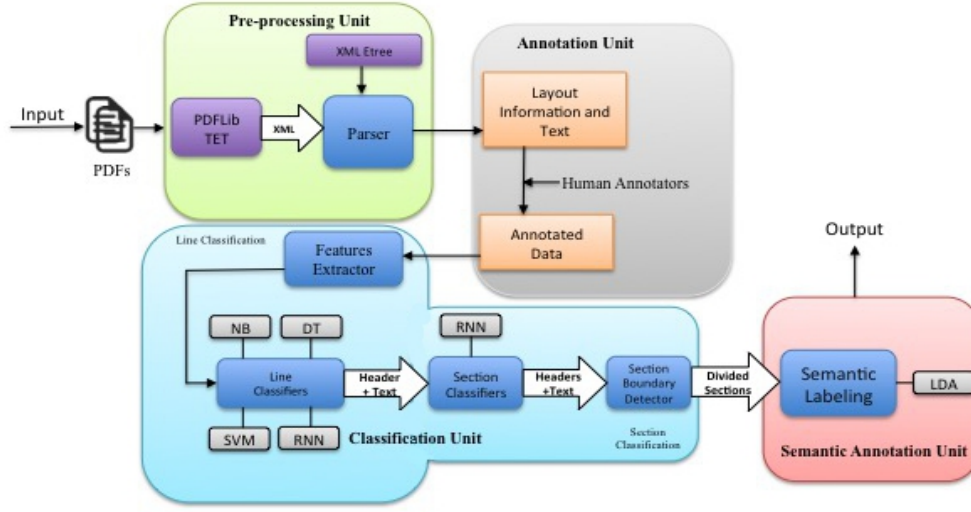 Pre-processing Unit
XML Etree
Input
PDFs
PDFLib
TET
XML
Parser
Annotation Unit
Layout
Information and
Text
Human Annotators
Annotated
Data
Line Classification
Features
Extractor
NB
DT
Line
Classifiers
SVM
RNN
Header
+ Text
Classification Unit
RNN
Section
Classifiers
Headers
+Text
Section
Boundary
Detector
Section
Classification
Divided
Sections
Output
Semantic
Labeling
LDA
Semantic Annotation Unit